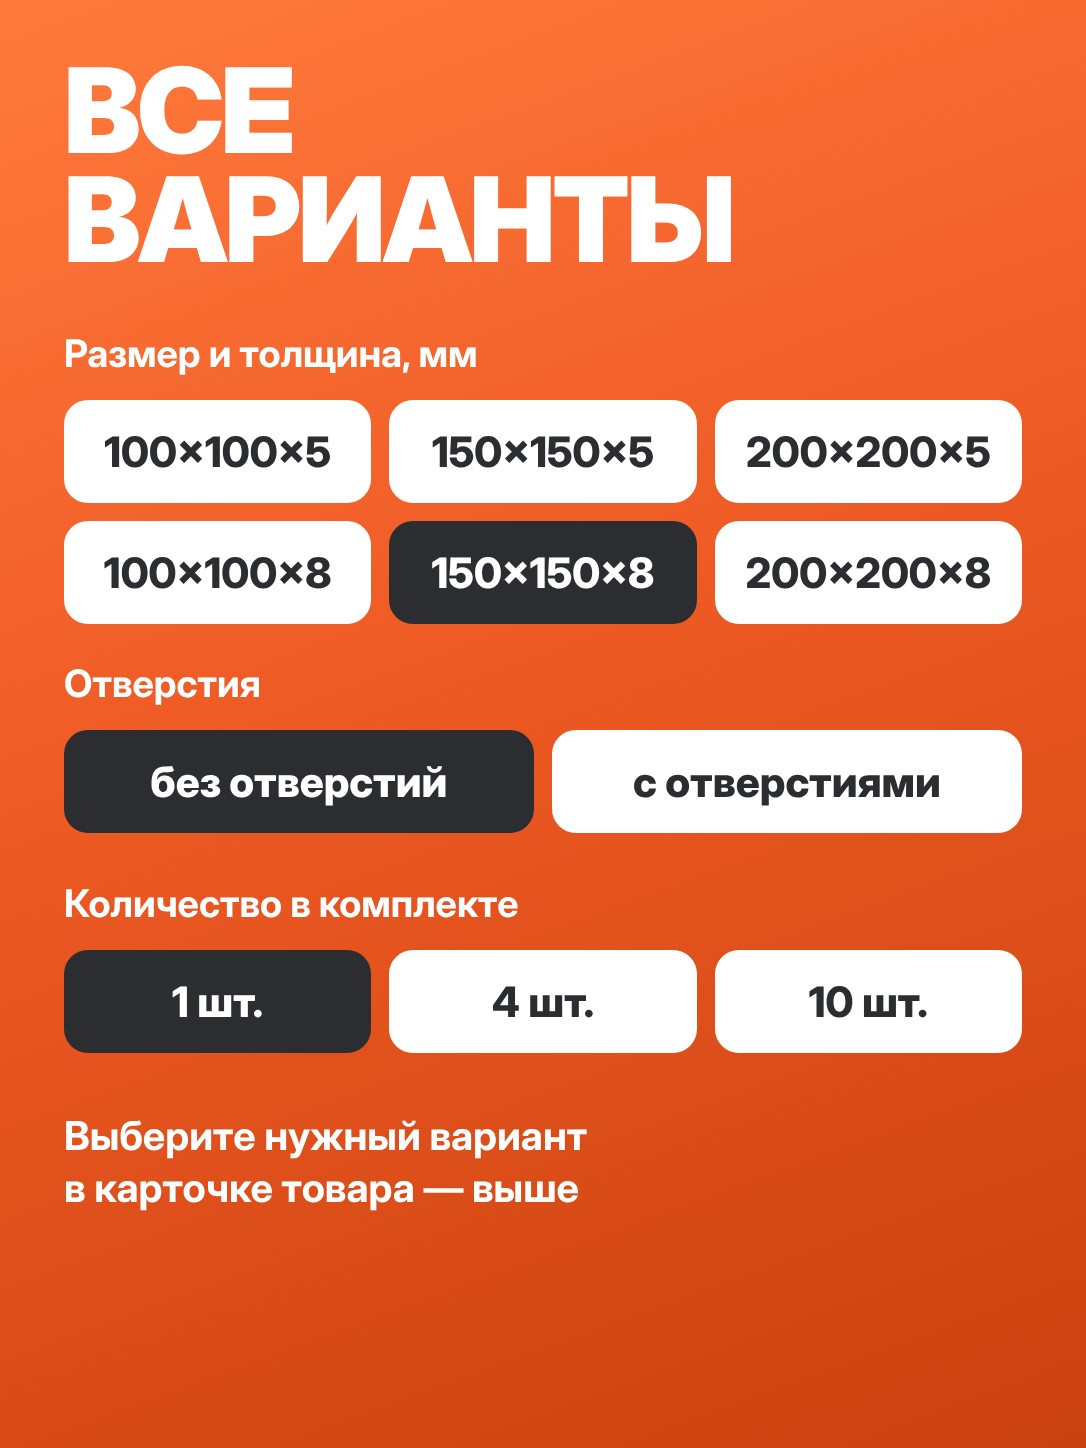 ВСЕ
ВАРИАНТЫ
Размер и толщина, мм
100×100×5 150×150×5 200×200×5
100×100×8 150×150×8 200×200×8
Отверстия
без отверстий с отверстиями
Количество в комплекте
1 шт. 4 шт. 10 шт.
Выберите нужный вариант
в карточке товара — выше